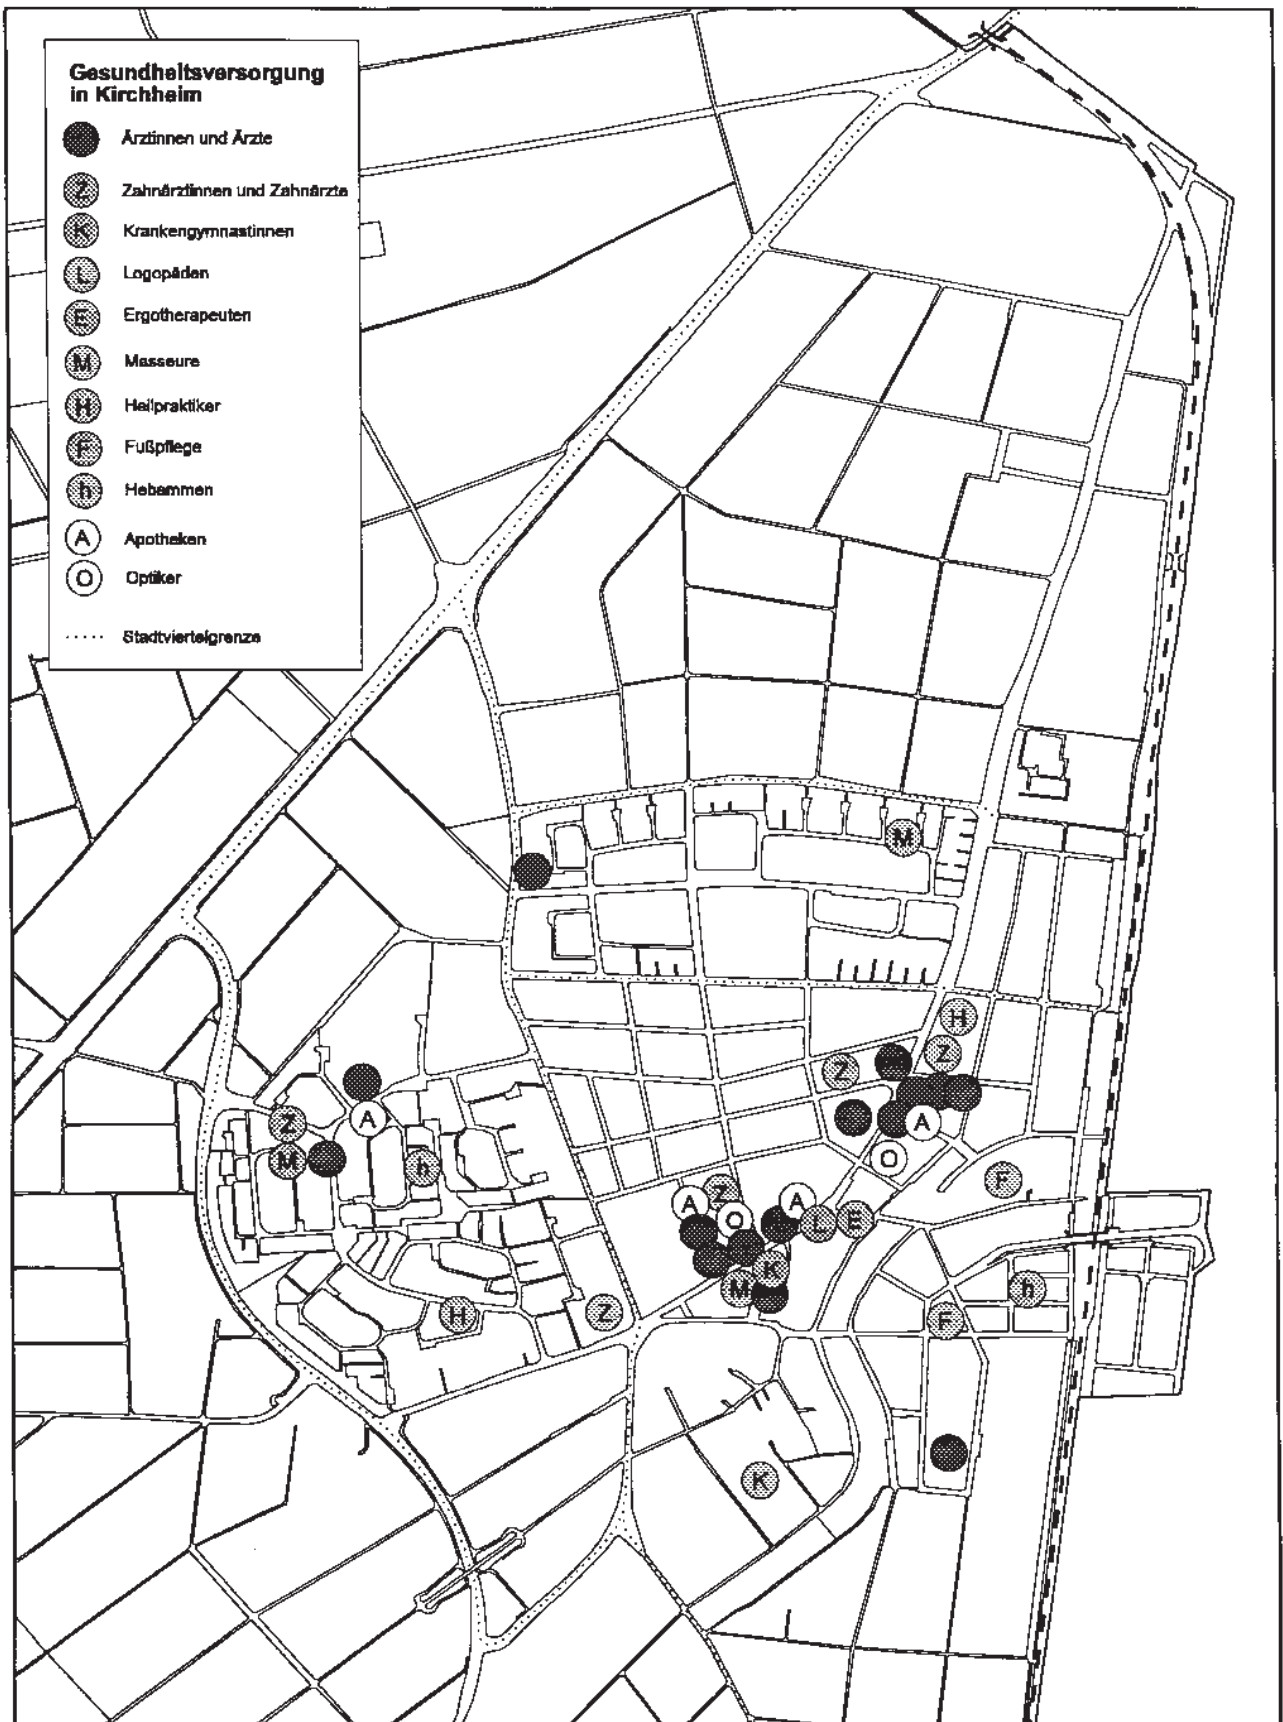 Gesundheitsversorgung
in Kirchheim
Ärztinnen und Ärzte
Z Zahnärztinnen und Zahnärzte
K Krankengymnastinnen
L Logopäden
E Ergotherapeuten
M Masseure
H Heilpraktiker
F Fußpflege
h Hebammen
A Apotheken
O Optiker
Stadtviertelgrenze
M
H
Z
Z
A
O
Z
A
M
h
F
Z
A
A
O
L
E
K
M
h
H
Z
F
K